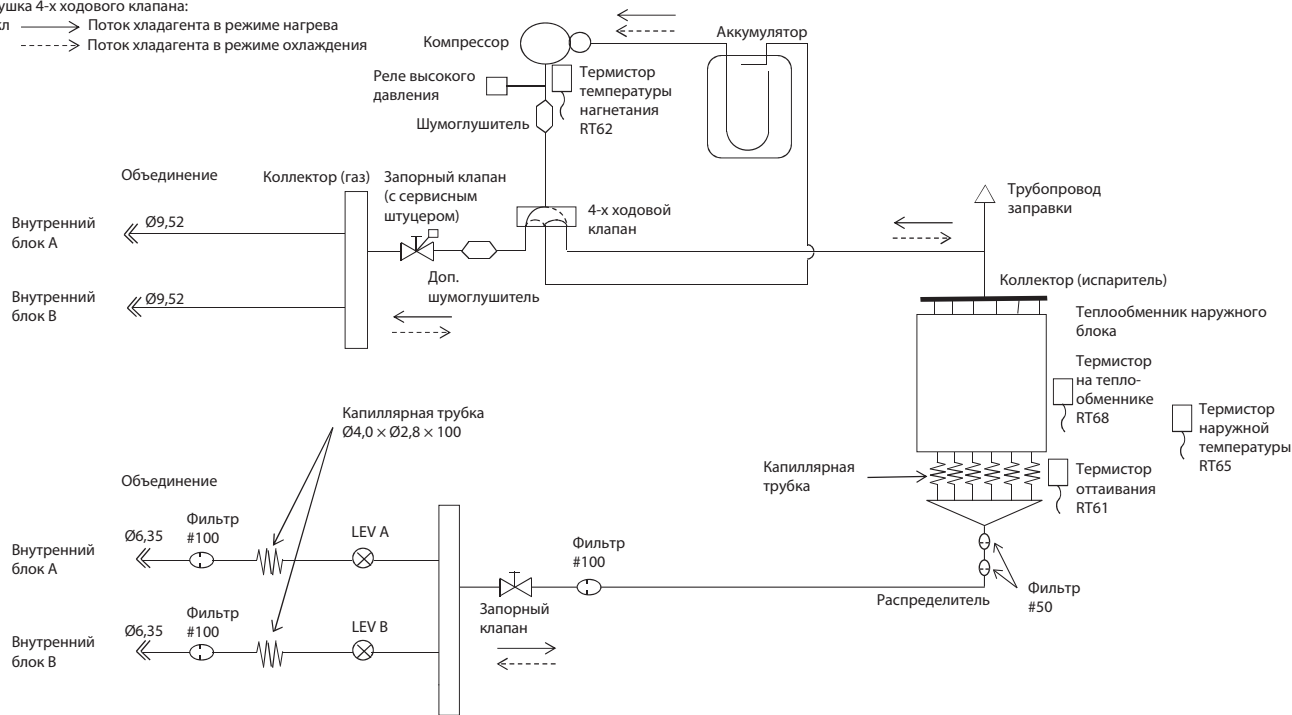 ушка 4-х ходового клапана:
кл Поток хладагента в режиме нагрева
Поток хладагента в режиме охлаждения
Компрессор
Аккумулятор
Реле высокого
давления
Термистор
температуры
нагнетания
RT62
Шумоглушитель
Объединение
Коллектор (газ)
Запорный клапан
(с сервисным
штуцером)
4-х ходовой
клапан
Трубопровод
заправки
Внутренний
блок A
Ø9,52
Внутренний
блок B
Ø9,52
Доп.
шумоглушитель
Коллектор (испаритель)
Теплообменник наружного
блока
Термистор
на тепло-
обменнике
RT68
Термистор
наружной
температуры
RT65
Капиллярная трубка
Ø4,0 × Ø2,8 × 100
Капиллярная
трубка
Термистор
оттаивания
RT61
Объединение
Внутренний
блок A
Ø6,35
Фильтр
#100
LEV A
Фильтр
#100
Запорный
клапан
Распределитель
Фильтр
#50
Внутренний
блок B
Ø6,35
Фильтр
#100
LEV B